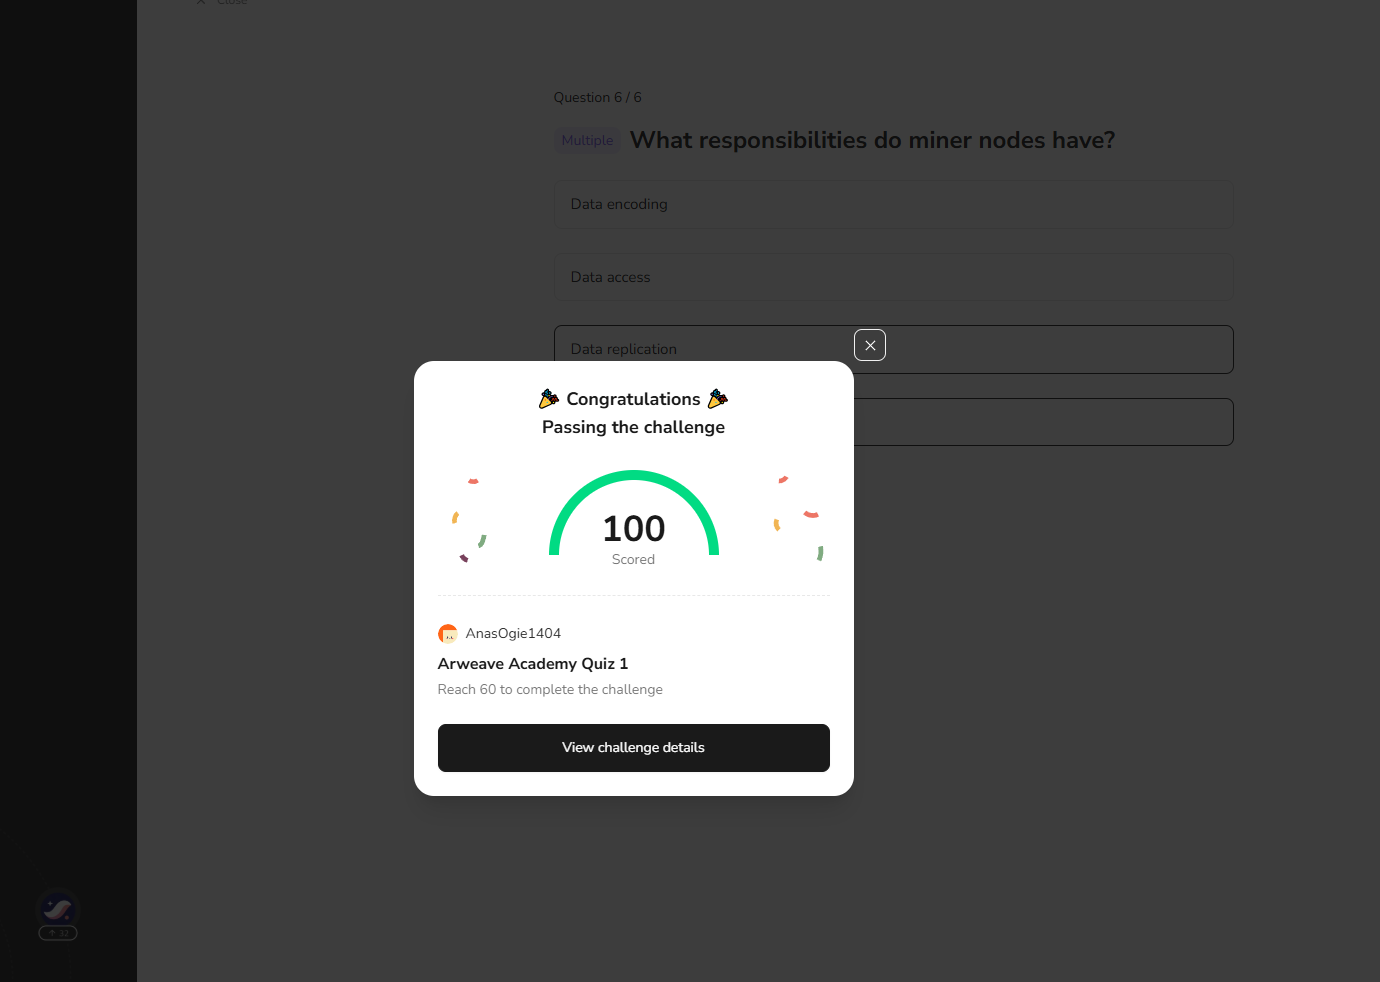 Close
Question 6 / 6
Multiple What responsibilities do miner nodes have?
Data encoding
Data access
Data replication
Congratulations
Passing the challenge
100
Scored
AnasOgie1404
Arweave Academy Quiz 1
Reach 60 to complete the challenge
View challenge details
32